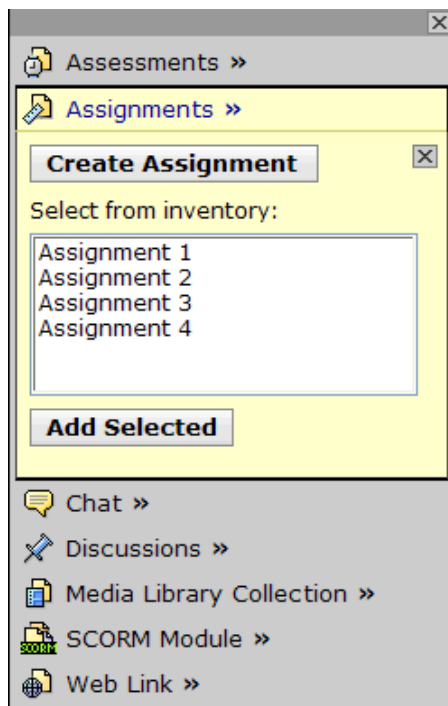 Assessments »
Assignments »
Create Assignment
Select from inventory:
Assignment 1
Assignment 2
Assignment 3
Assignment 4
Add Selected
Chat »
Discussions »
Media Library Collection »
SCORM Module »
SCORM
Web Link »